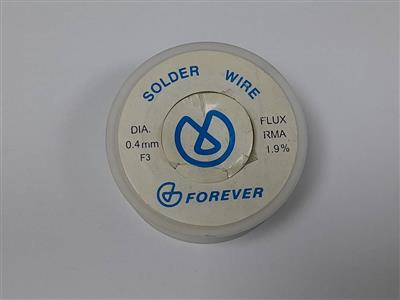 SOLDER WIRE
DIA.
0.4mm
F3
FLUX
RMA
1.9%
FOREVER